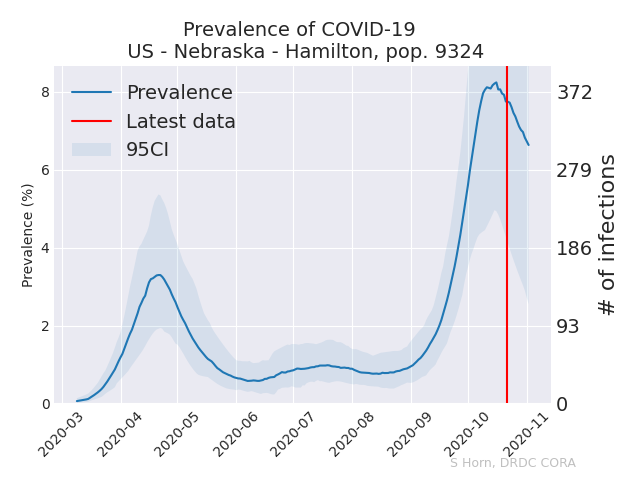 Prevalence of COVID-19
US - Nebraska - Hamilton, pop. 9324
Prevalence
Latest data
95CI
Prevalence (%)
8
6
4
2
0
372
279
186
93
0
# of infections
2020-03
2020-04
2020-05
2020-06
2020-07
2020-08
2020-09
2020-10
2020-11
S Horn, DRDC CORA